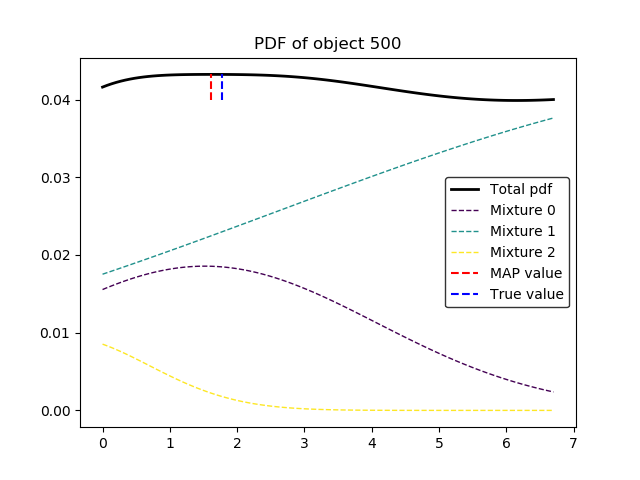 PDF of object 500
0.04
0.03
0.02
0.01
0.00
Total pdf
Mixture 0
Mixture 1
Mixture 2
MAP value
True value
0 1 2 3 4 5 6 7